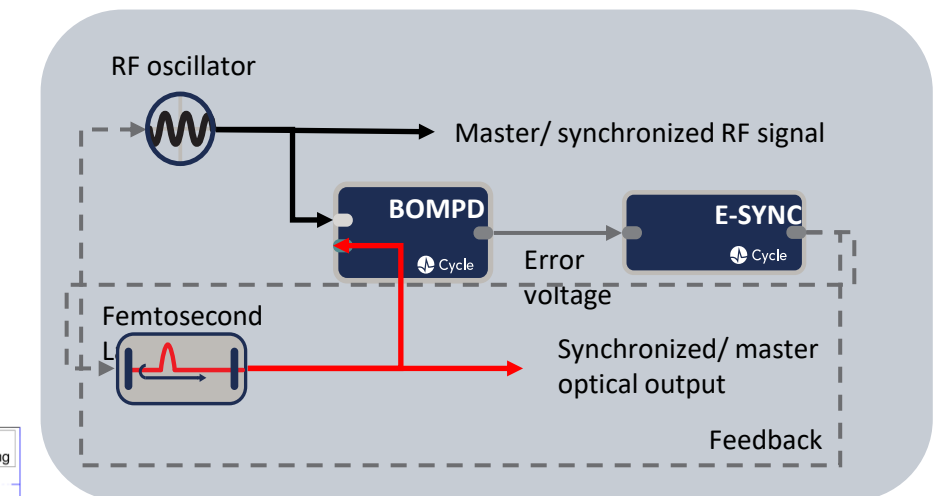 RF oscillator
Master/ synchronized RF signal
BOMPD
Cycle
E-SYNC
Cycle
Error
voltage
Femtosecond
L
Synchronized/ master
optical output
Feedback